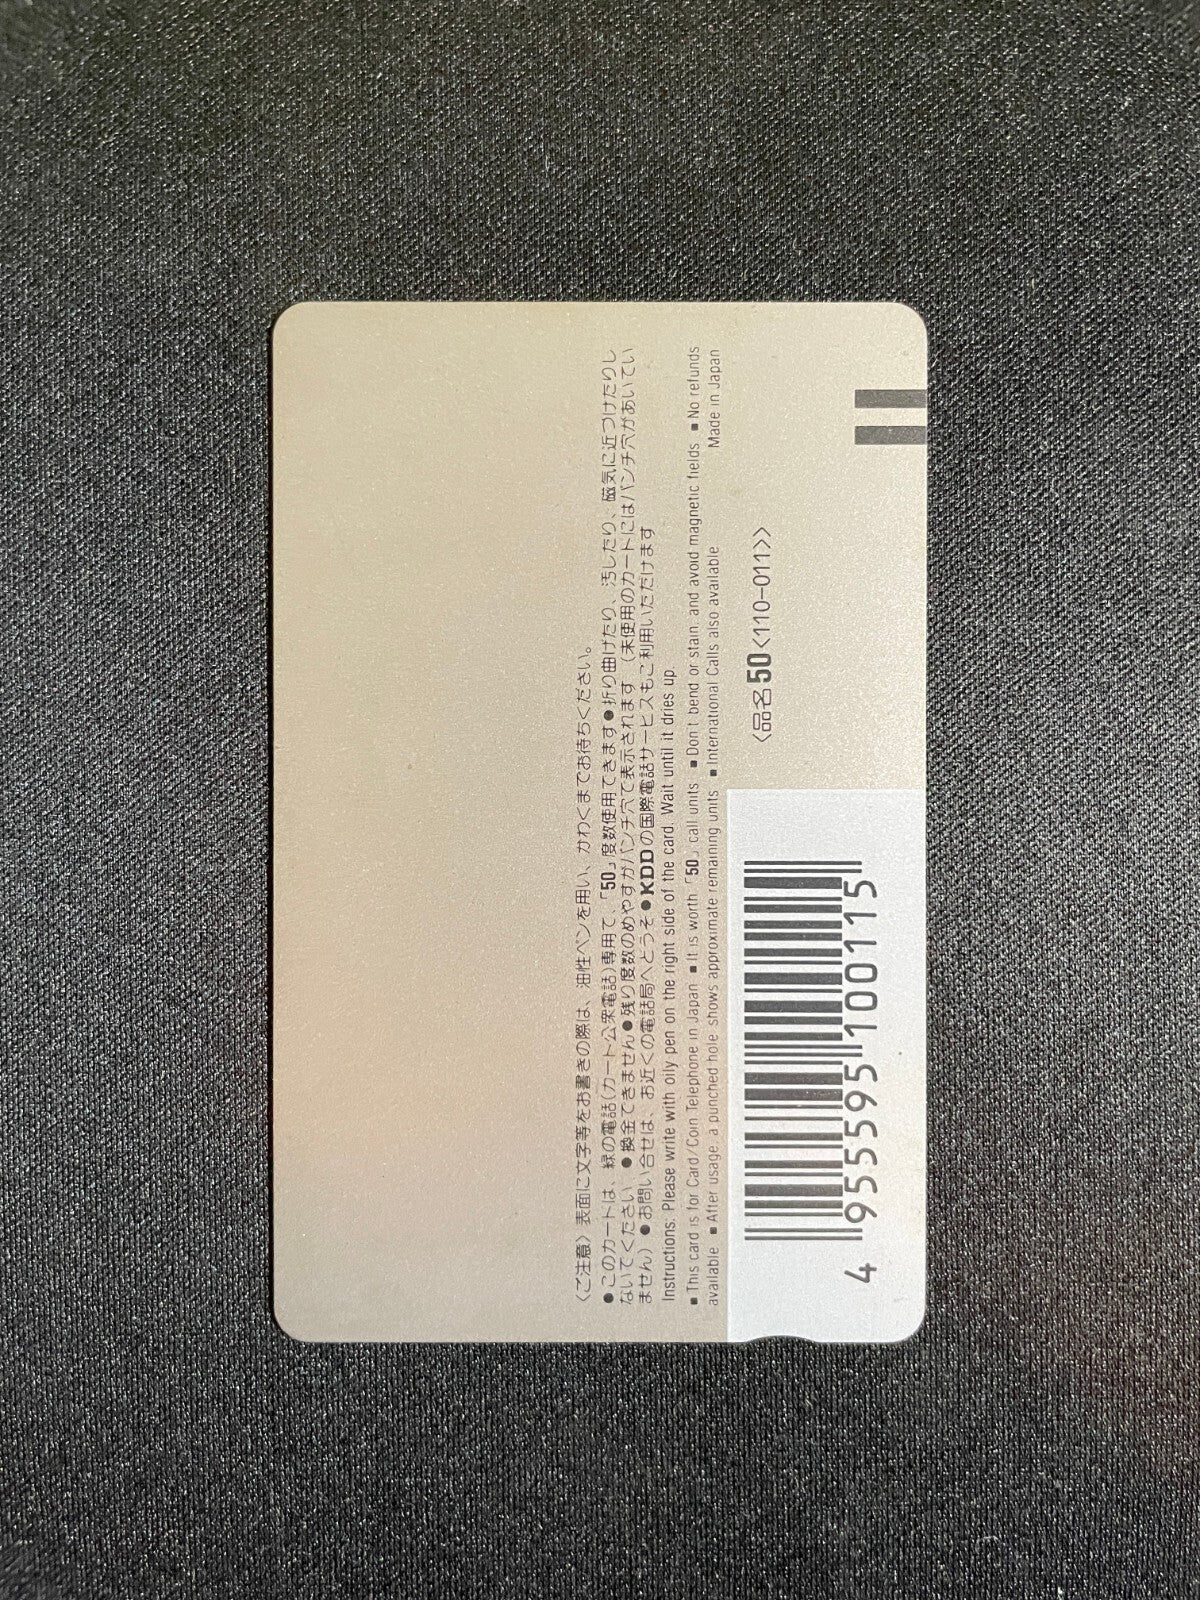 〈ご注意〉表面に文字等をお書きの際は、油性ペンを用い、かわくまでお待ちください。
●このカードは、緑の電話(カード公衆電話)専用で、「50」度数使用できます●折り曲げたり、汚したり、磁気に近づけたりし
ないでください。●換金できません●残り度数のめやすがパンチ穴で表示されます (未使用のカードにはパンチ穴があいてい
ません)●お問い合せは、お近くの電話局へどうぞ●KDDの国際電話サービスもご利用いただけます
Instructions. Please write with oily pen on the right side of the card. Wait until it dries up.
■This card is for Card/Coin Telephone in Japan ■It is worth「50」call units ■Don't bend or stain, and avoid magnetic fields ■No refunds
available ■After usage, a punched hole shows approximate remaining units ■International Calls also available Made in Japan
〈品名50〈110-011〉〉
4 955595 100115